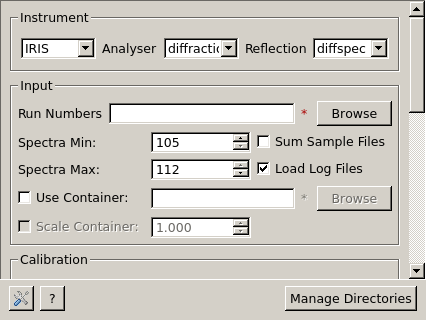 Instrument
IRIS Analyser diffractic Reflection diffspec
Input
Run Numbers * Browse
Spectra Min: 105 Sum Sample Files
Spectra Max: 112 Load Log Files
Use Container: * Browse
Scale Container: 1.000
Calibration
? Manage Directories